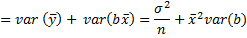 = var (ȳ) + var(bx̄) = σ²/n + x̄²var(b)